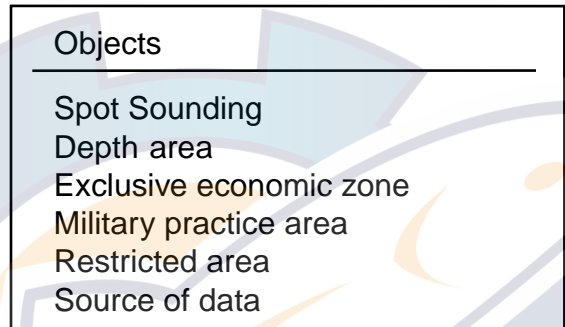 Objects
Spot Sounding
Depth area
Exclusive economic zone
Military practice area
Restricted area
Source of data